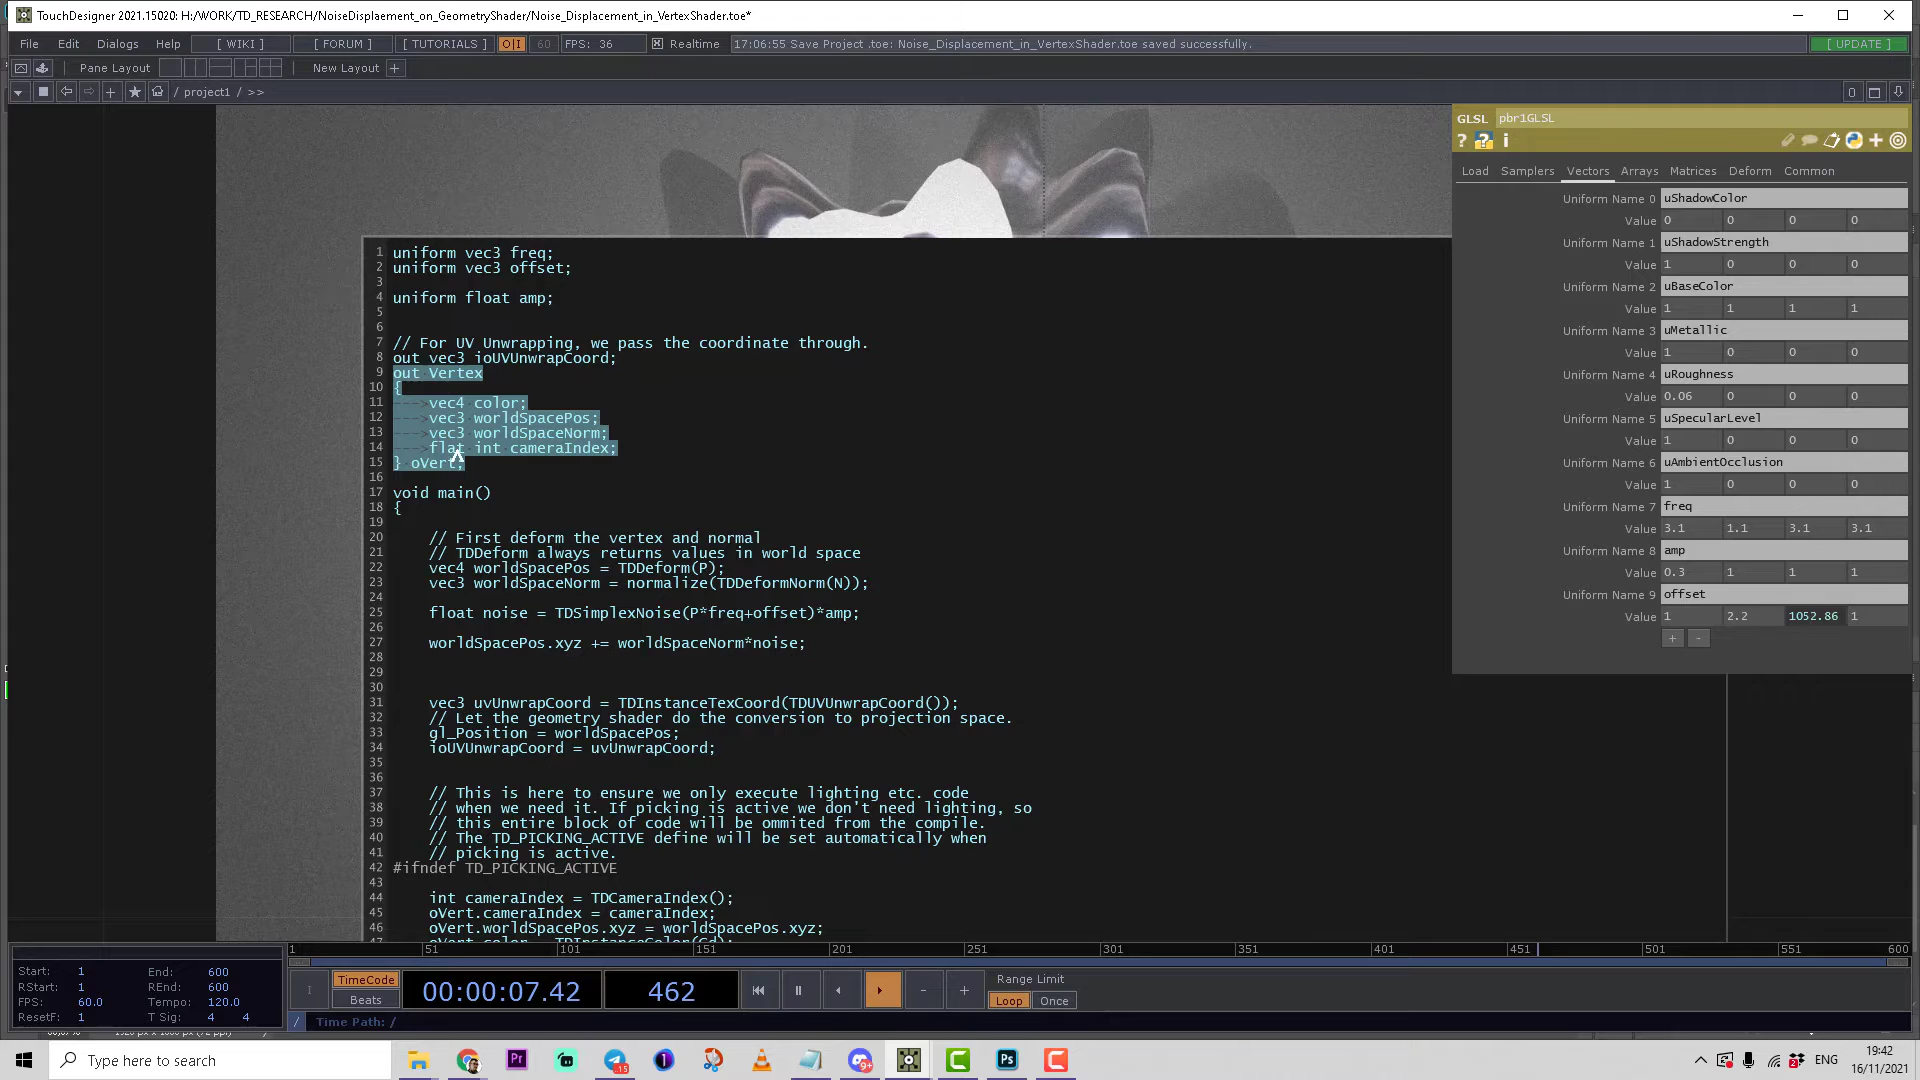 TouchDesigner 2021.15020: H:/WORK/TD_RESEARCH/NoiseDisplaement_on_GeometryShader/Noise_Displacement_in_VertexShader.toe*
File Edit Dialogs Help [ WIKI ] [ FORUM ] [ TUTORIALS ] O|I 60 FPS: 36 Realtime 17:06:55 Save Project .toe: Noise_Displacement_in_VertexShader.toe saved successfully. [ UPDATE ]
Pane Layout New Layout +
/ project1 / >> 0
GLSL pbr1GLSL
? ? i
Load Samplers Vectors Arrays Matrices Deform Common
Uniform Name 0 uShadowColor
Value 0 0 0 0
Uniform Name 1 uShadowStrength
Value 1 0 0 0
Uniform Name 2 uBaseColor
Value 1 1 1 1
Uniform Name 3 uMetallic
Value 1 0 0 0
Uniform Name 4 uRoughness
Value 0.06 0 0 0
Uniform Name 5 uSpecularLevel
Value 1 0 0 0
Uniform Name 6 uAmbientOcclusion
Value 1 0 0 0
Uniform Name 7 freq
Value 3.1 1.1 3.1 3.1
Uniform Name 8 amp
Value 0.3 1 1 1
Uniform Name 9 offset
Value 1 2.2 1052.86 1
+ -
1 uniform vec3 freq;
2 uniform vec3 offset;
3
4 uniform float amp;
5
6
7 // For UV Unwrapping, we pass the coordinate through.
8 out vec3 ioUVUnwrapCoord;
9 out Vertex
10 {
11 vec4 color;
12 vec3 worldSpacePos;
13 vec3 worldSpaceNorm;
14 flat int cameraIndex;
15 } oVert;
16
17 void main()
18 {
19
20 // First deform the vertex and normal
21 // TDDeform always returns values in world space
22 vec4 worldSpacePos = TDDeform(P);
23 vec3 worldSpaceNorm = normalize(TDDeformNorm(N));
24
25 float noise = TDSimplexNoise(P*freq+offset)*amp;
26
27 worldSpacePos.xyz += worldSpaceNorm*noise;
28
29
30
31 vec3 uvUnwrapCoord = TDInstanceTexCoord(TDUVUnwrapCoord());
32 // Let the geometry shader do the conversion to projection space.
33 gl_Position = worldSpacePos;
34 ioUVUnwrapCoord = uvUnwrapCoord;
35
36
37 // This is here to ensure we only execute lighting etc. code
38 // when we need it. If picking is active we don't need lighting, so
39 // this entire block of code will be ommited from the compile.
40 // The TD_PICKING_ACTIVE define will be set automatically when
41 // picking is active.
42 #ifndef TD_PICKING_ACTIVE
43
44 int cameraIndex = TDCameraIndex();
45 oVert.cameraIndex = cameraIndex;
46 oVert.worldSpacePos.xyz = worldSpacePos.xyz;
1 51 101 151 201 251 301 351 401 451 501 551 600
Start: 1 End: 600
RStart: 1 REnd: 600
FPS: 60.0 Tempo: 120.0
ResetF: 1 T Sig: 4 4
TimeCode
Beats
00:00:07.42 462
- +
Range Limit
Loop Once
/ Time Path: /
Type here to search
ENG
19:42
16/11/2021